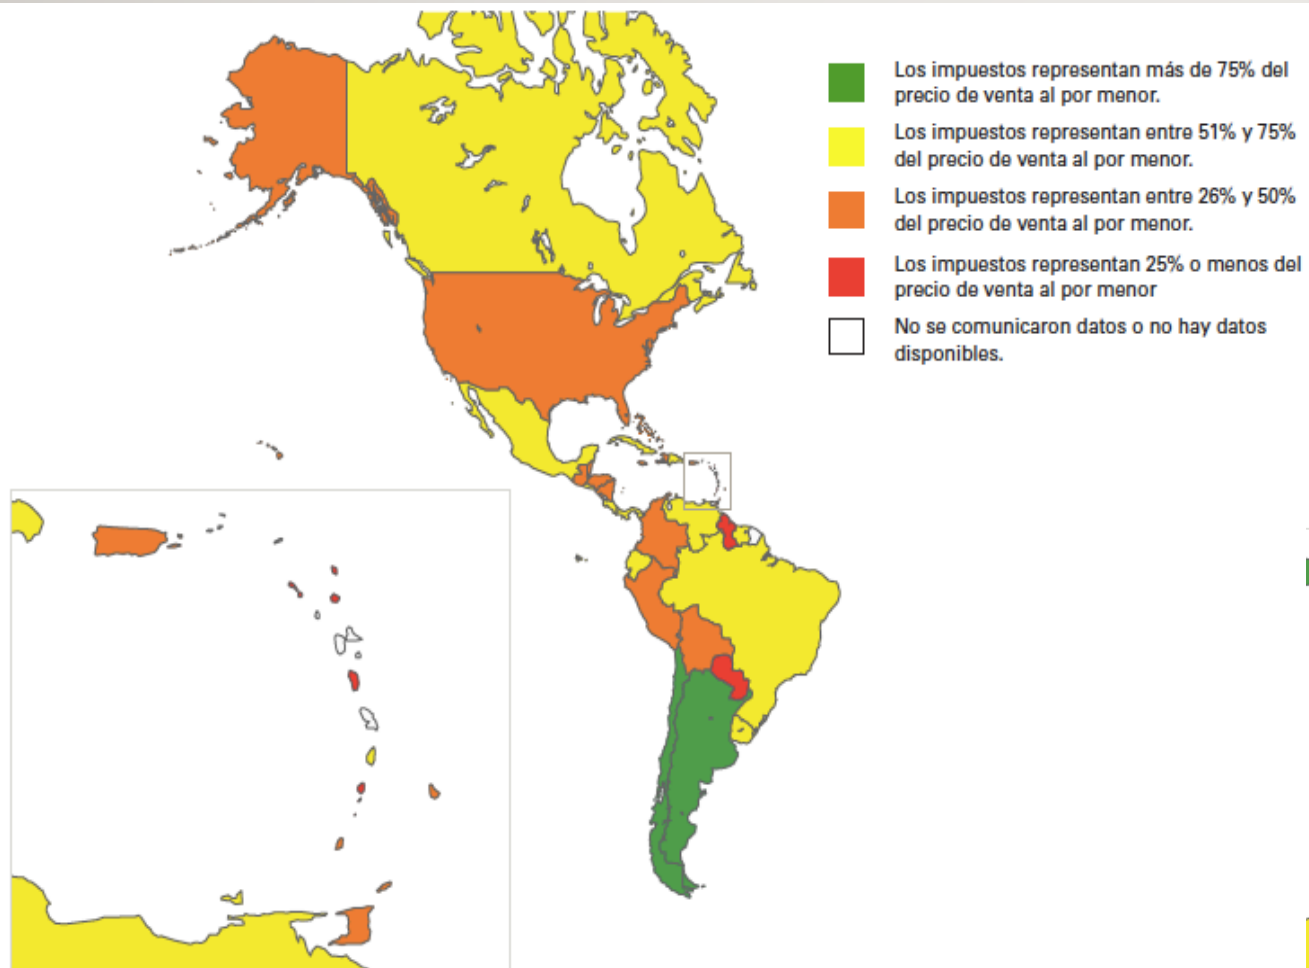 Los impuestos representan más de 75% del
precio de venta al por menor.
Los impuestos representan entre 51% y 75%
del precio de venta al por menor.
Los impuestos representan entre 26% y 50%
del precio de venta al por menor.
Los impuestos representan 25% o menos del
precio de venta al por menor
No se comunicaron datos o no hay datos
disponibles.